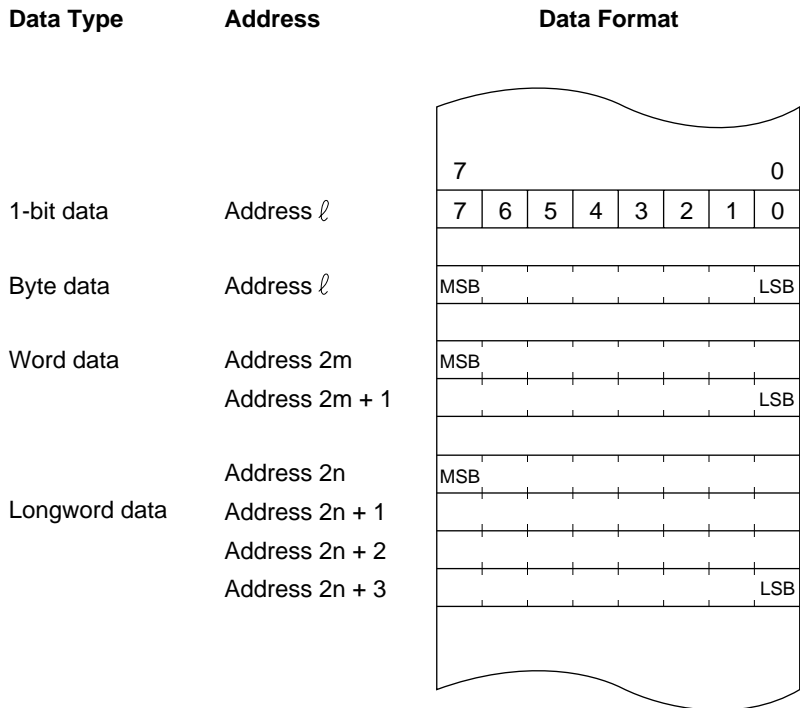 Data Type Address Data Format
7 0
1-bit data Address ℓ 7 6 5 4 3 2 1 0
Byte data Address ℓ MSB LSB
Word data Address 2m MSB
Address 2m + 1 LSB
Address 2n MSB
Longword data Address 2n + 1
Address 2n + 2
Address 2n + 3 LSB